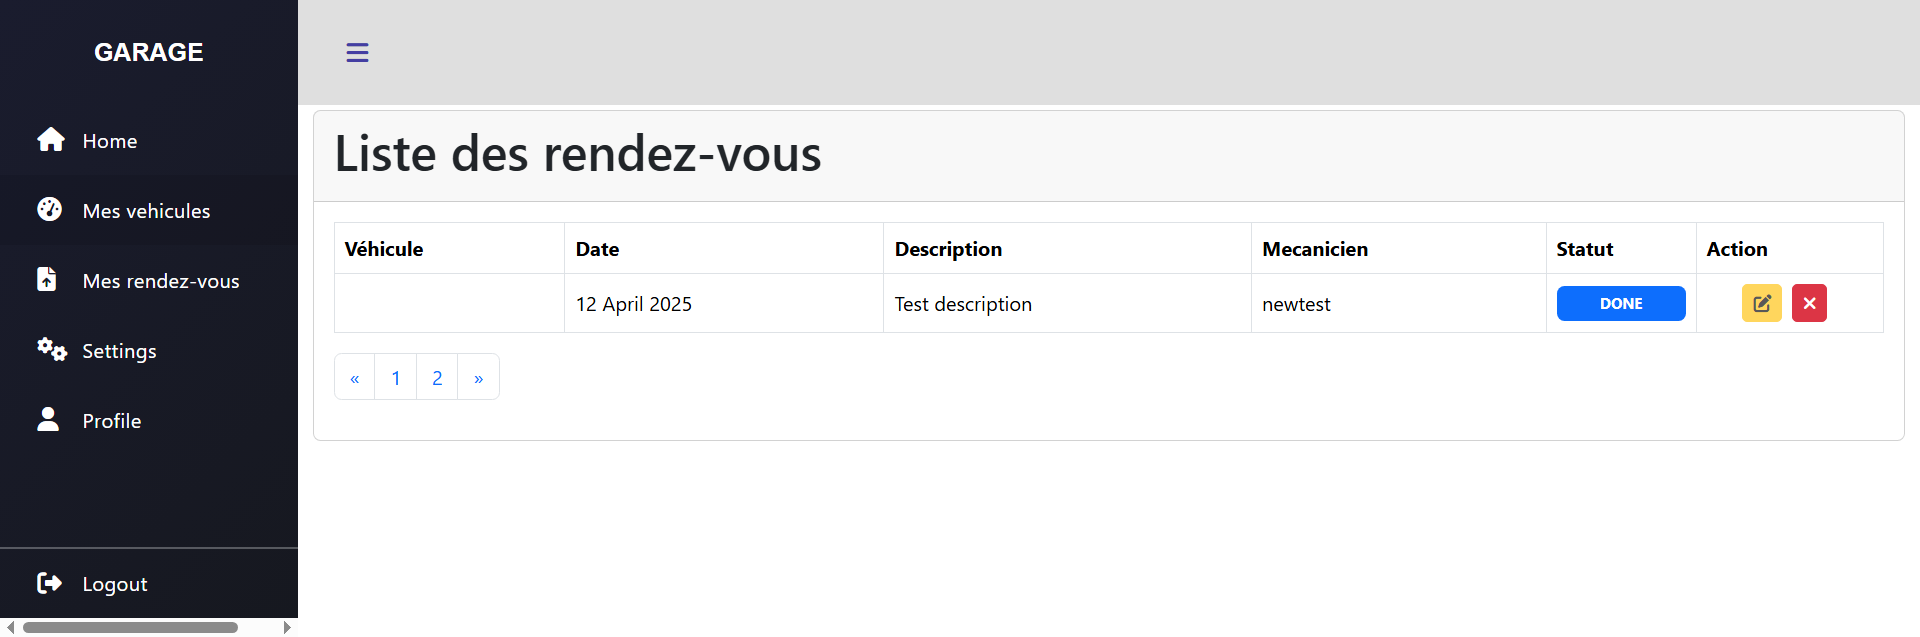 GARAGE
Home
Mes vehicules
Mes rendez-vous
Settings
Profile
Logout
Liste des rendez-vous
Véhicule Date Description Mecanicien Statut Action
12 April 2025 Test description newtest DONE
« 1 2 »